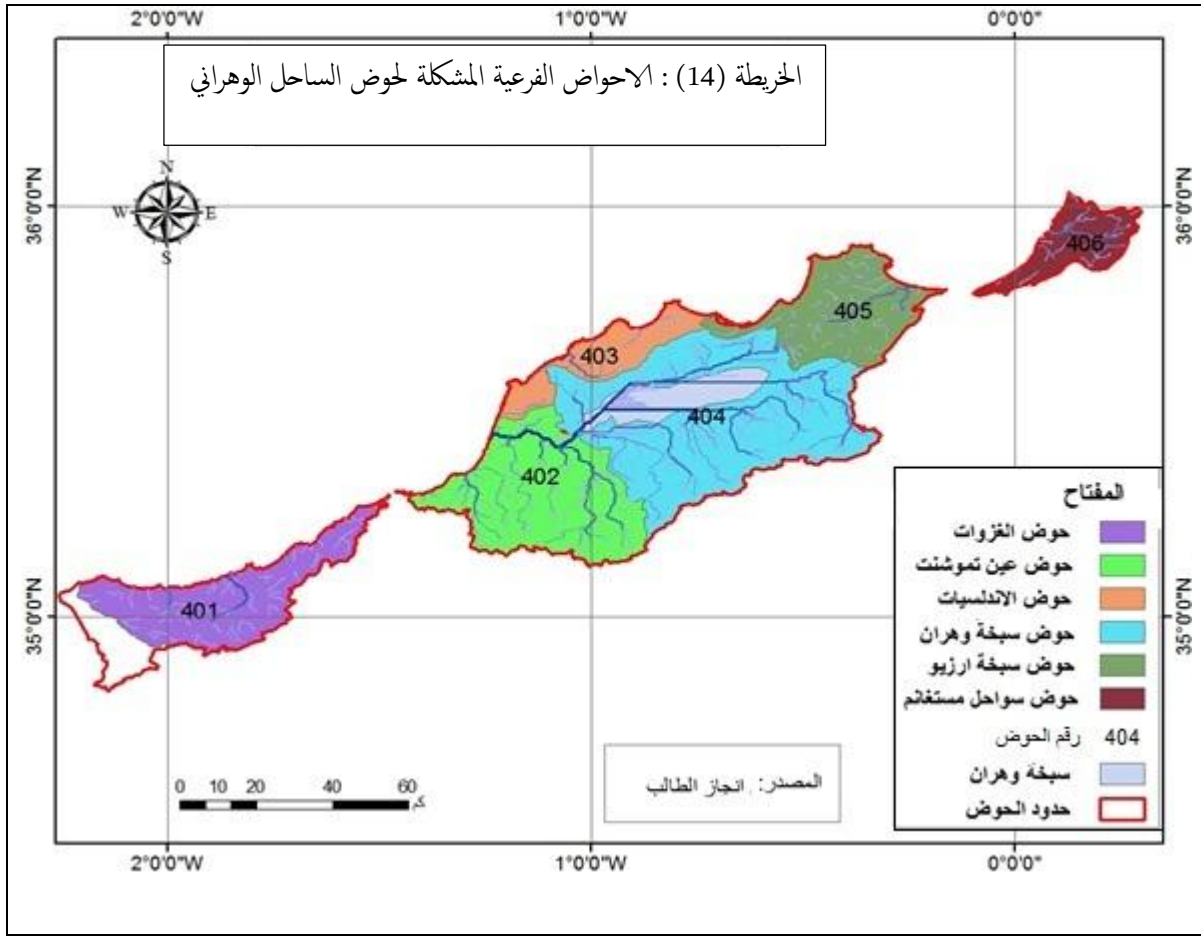 2°0'0"W
1°0'0"W
0°0'0"
الخريطة (14) : الاحواض الفرعية المشكلة لحوض الساحل الوهراني
N
W
E
S
36°0'0"N
36°0'0"N
406
405
403
404
402
401
35°0'0"N
35°0'0"N
المفتاح
حوض الغزوات
حوض عين تموشنت
حوض الاندلسيات
حوض سبخة وهران
حوض سبخة ارزيو
حوض سواحل مستغانم
404 رقم الحوض
سبخة وهران
حدود الحوض
المصدر: انجاز الطالب
0 10 20 40 60
كم
2°0'0"W
1°0'0"W
0°0'0"